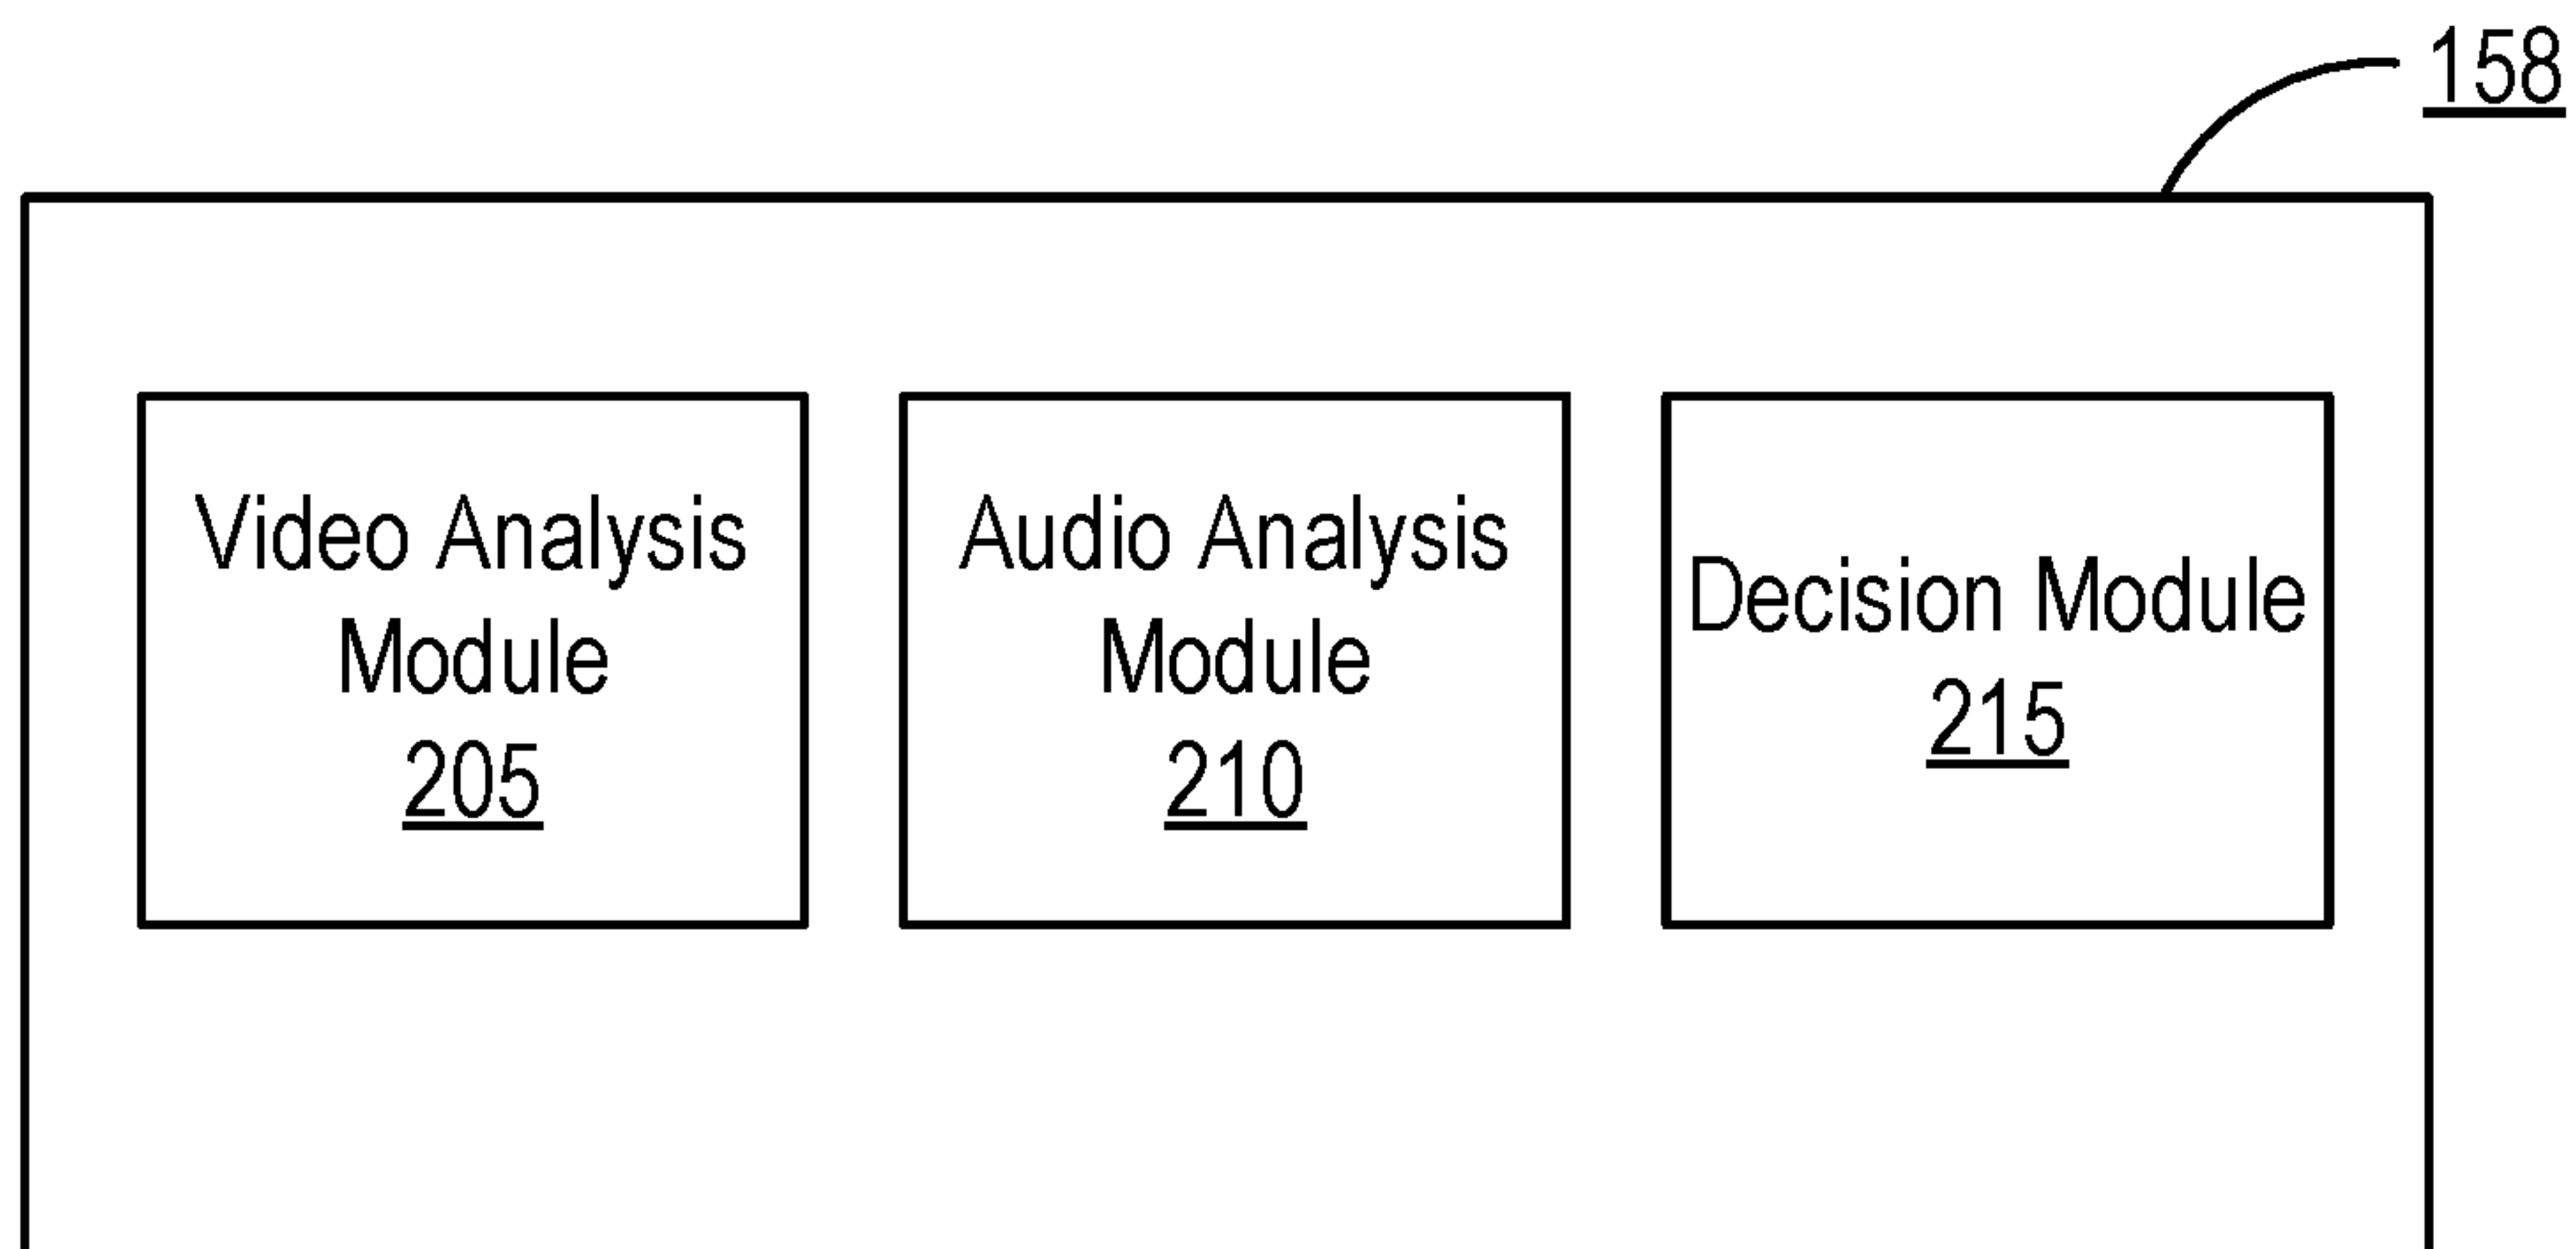 158
Video Analysis
Module
205
Audio Analysis
Module
210
Decision Module
215